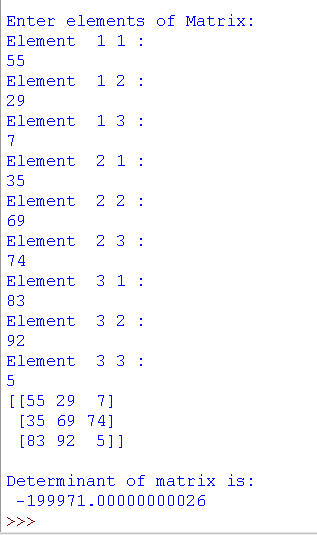 Enter elements of Matrix:
Element  1 1 :
55
Element  1 2 :
29
Element  1 3 :
7
Element  2 1 :
35
Element  2 2 :
69
Element  2 3 :
74
Element  3 1 :
83
Element  3 2 :
92
Element  3 3 :
5
[[55 29  7]
 [35 69 74]
 [83 92  5]]
Determinant of matrix is:
 -199971.00000000026
>>>